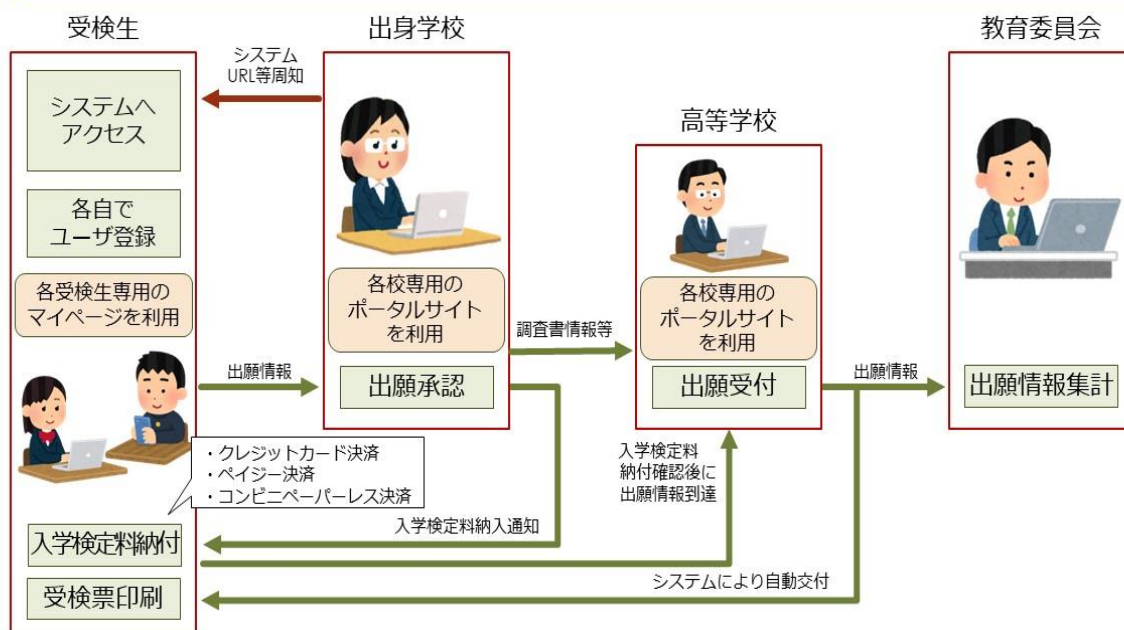 受検生
システムへ
アクセス
各自で
ユーザ登録
各受検生専用の
マイページを利用
・クレジットカード決済
・ペイジー決済
・コンビニペーパーレス決済
入学検定料納付
受検票印刷
システム
URL等周知
出願情報
出身学校
各校専用の
ポータルサイト
を利用
出願承認
調査書情報等
入学検定料納入通知
高等学校
各校専用の
ポータルサイト
を利用
出願受付
入学検定料
納付確認後に
出願情報到達
システムにより自動交付
出願情報
教育委員会
出願情報集計